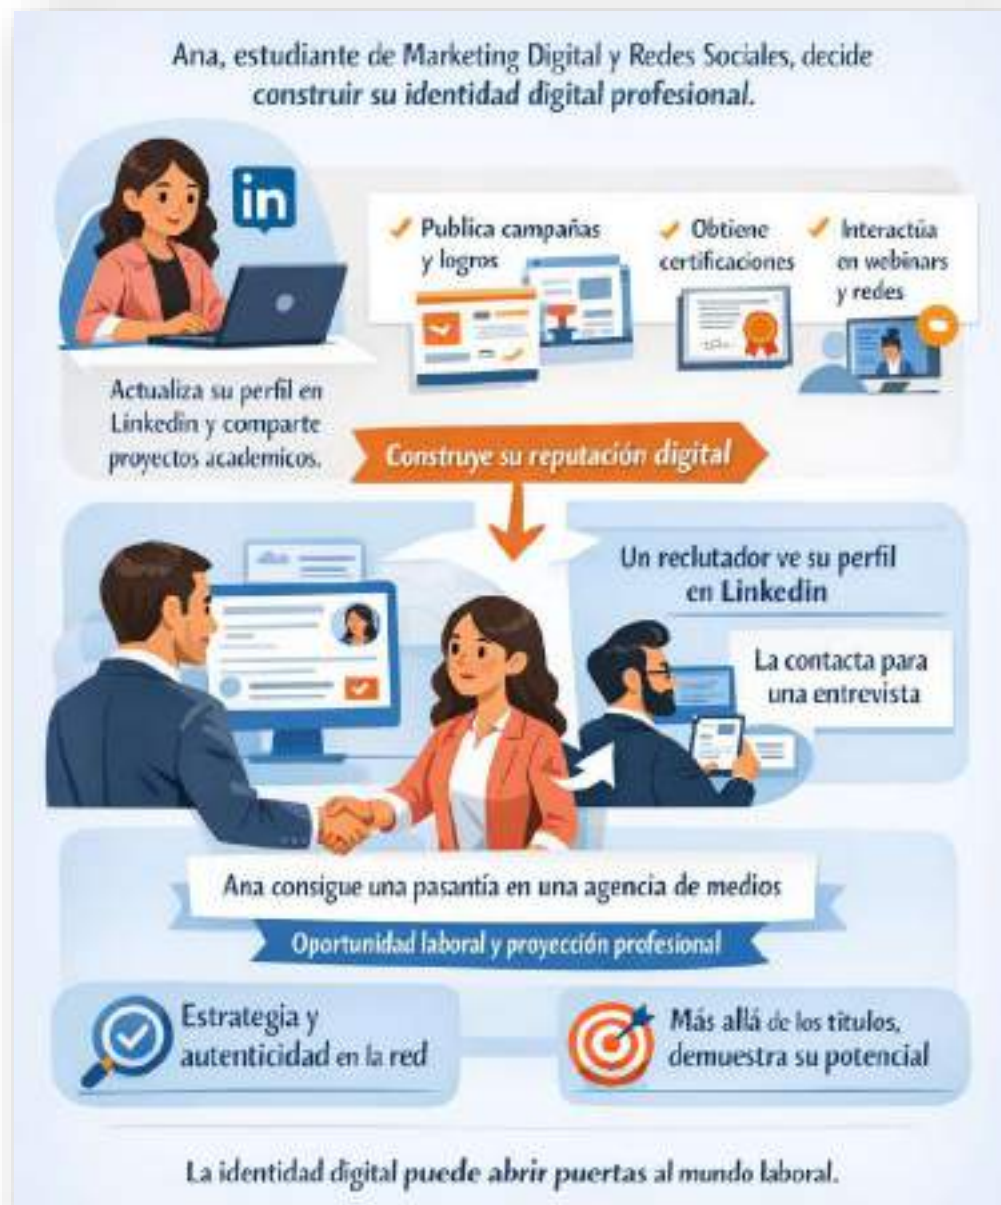 Ana, estudiante de Marketing Digital y Redes Sociales, decide
construir su identidad digital profesional.
in
Publica campañas
y logros
Obtiene
certificaciones
Interactúa
en webinars
y redes
Actualiza su perfil en
Linkedin y comparte
proyectos academicos.
Construye su reputación digital
Un reclutador ve su perfil
en Linkedin
La contacta para
una entrevista
Ana consigue una pasantía en una agencia de medios
Oportunidad laboral y proyección profesional
Estrategia y
autenticidad en la red
Más allá de los titulos,
demuestra su potencial
La identidad digital puede abrir puertas al mundo laboral.